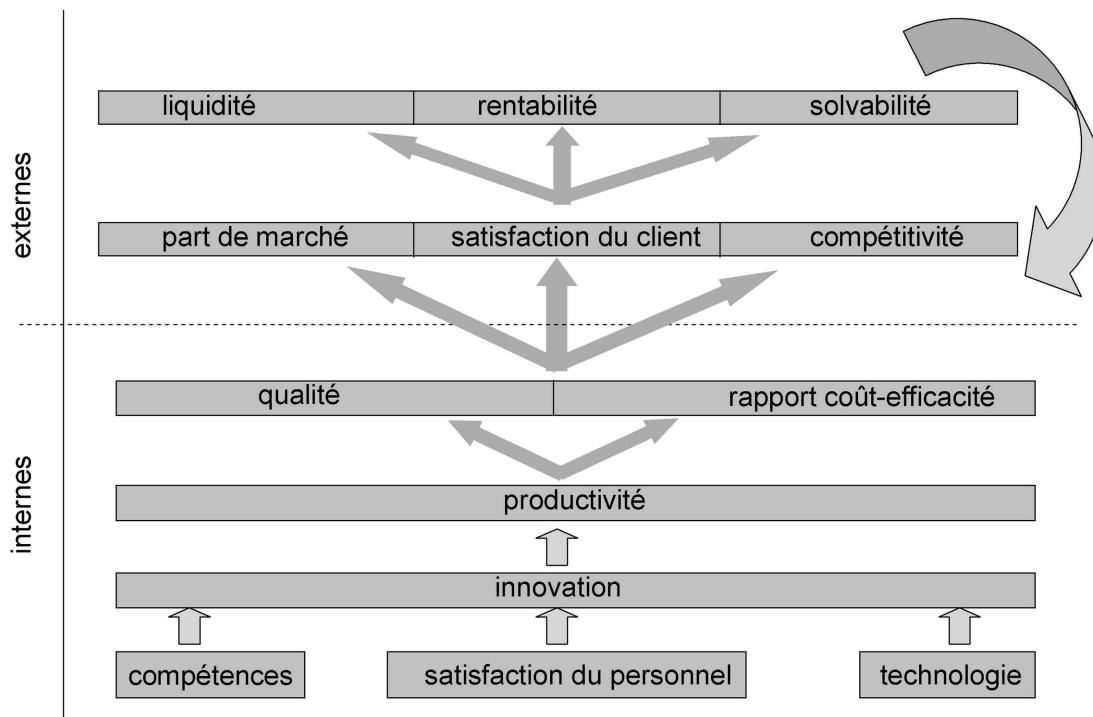 externes
liquidité
rentabilité
solvabilité
part de marché
satisfaction du client
compétitivité
internes
qualité
rapport coût-efficacité
productivité
innovation
compétences
satisfaction du personnel
technologie